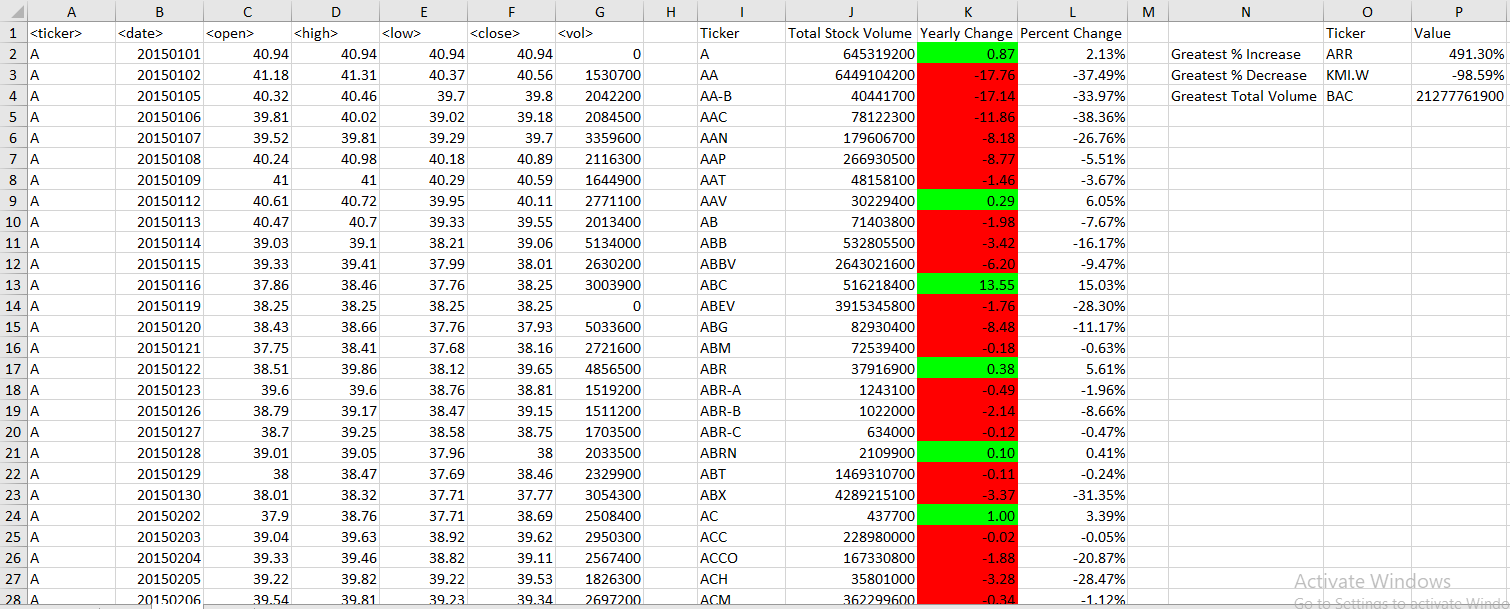 A B C D E F G H I J K L M N O P
1 <ticker> <date> <open> <high> <low> <close> <vol> Ticker Total Stock Volume Yearly Change Percent Change Ticker Value
2 A 20150101 40.94 40.94 40.94 40.94 0 A 645319200 0.87 2.13% Greatest % Increase ARR 491.30%
3 A 20150102 41.18 41.31 40.37 40.56 1530700 AA 6449104200 -17.76 -37.49% Greatest % Decrease KMI.W -98.59%
4 A 20150105 40.32 40.46 39.7 39.8 2042200 AA-B 40441700 -17.14 -33.97% Greatest Total Volume BAC 21277761900
5 A 20150106 39.81 40.02 39.02 39.18 2084500 AAC 78122300 -11.86 -38.36%
6 A 20150107 39.52 39.81 39.29 39.7 3359600 AAN 179606700 -8.18 -26.76%
7 A 20150108 40.24 40.98 40.18 40.89 2116300 AAP 266930500 -8.77 -5.51%
8 A 20150109 41 41 40.29 40.59 1644900 AAT 48158100 -1.46 -3.67%
9 A 20150112 40.61 40.72 39.95 40.11 2771100 AAV 30229400 0.29 6.05%
10 A 20150113 40.47 40.7 39.33 39.55 2013400 AB 71403800 -1.98 -7.67%
11 A 20150114 39.03 39.1 38.21 39.06 5134000 ABB 532805500 -3.42 -16.17%
12 A 20150115 39.33 39.41 37.99 38.01 2630200 ABBV 2643021600 -6.20 -9.47%
13 A 20150116 37.86 38.46 37.76 38.25 3003900 ABC 516218400 13.55 15.03%
14 A 20150119 38.25 38.25 38.25 38.25 0 ABEV 3915345800 -1.76 -28.30%
15 A 20150120 38.43 38.66 37.76 37.93 5033600 ABG 82930400 -8.48 -11.17%
16 A 20150121 37.75 38.41 37.68 38.16 2721600 ABM 72539400 -0.18 -0.63%
17 A 20150122 38.51 39.86 38.12 39.65 4856500 ABR 37916900 0.38 5.61%
18 A 20150123 39.6 39.6 38.76 38.81 1519200 ABR-A 1243100 -0.49 -1.96%
19 A 20150126 38.79 39.17 38.47 39.15 1511200 ABR-B 1022000 -2.14 -8.66%
20 A 20150127 38.7 39.25 38.58 38.75 1703500 ABR-C 634000 -0.12 -0.47%
21 A 20150128 39.01 39.05 37.96 38 2033500 ABRN 2109900 0.10 0.41%
22 A 20150129 38 38.47 37.69 38.46 2329900 ABT 1469310700 -0.11 -0.24%
23 A 20150130 38.01 38.32 37.71 37.77 3054300 ABX 4289215100 -3.37 -31.35%
24 A 20150202 37.9 38.76 37.71 38.69 2508400 AC 437700 1.00 3.39%
25 A 20150203 39.04 39.63 38.92 39.62 2950300 ACC 228980000 -0.02 -0.05%
26 A 20150204 39.33 39.46 38.82 39.11 2567400 ACCO 167330800 -1.88 -20.87%
27 A 20150205 39.22 39.82 39.22 39.53 1826300 ACH 35801000 -3.28 -28.47%
28 A 20150206 39.54 39.81 39.23 39.34 2697200 ACM 362299600 -0.34 -1.12%
Activate Windows
Go to Settings to activate Windo